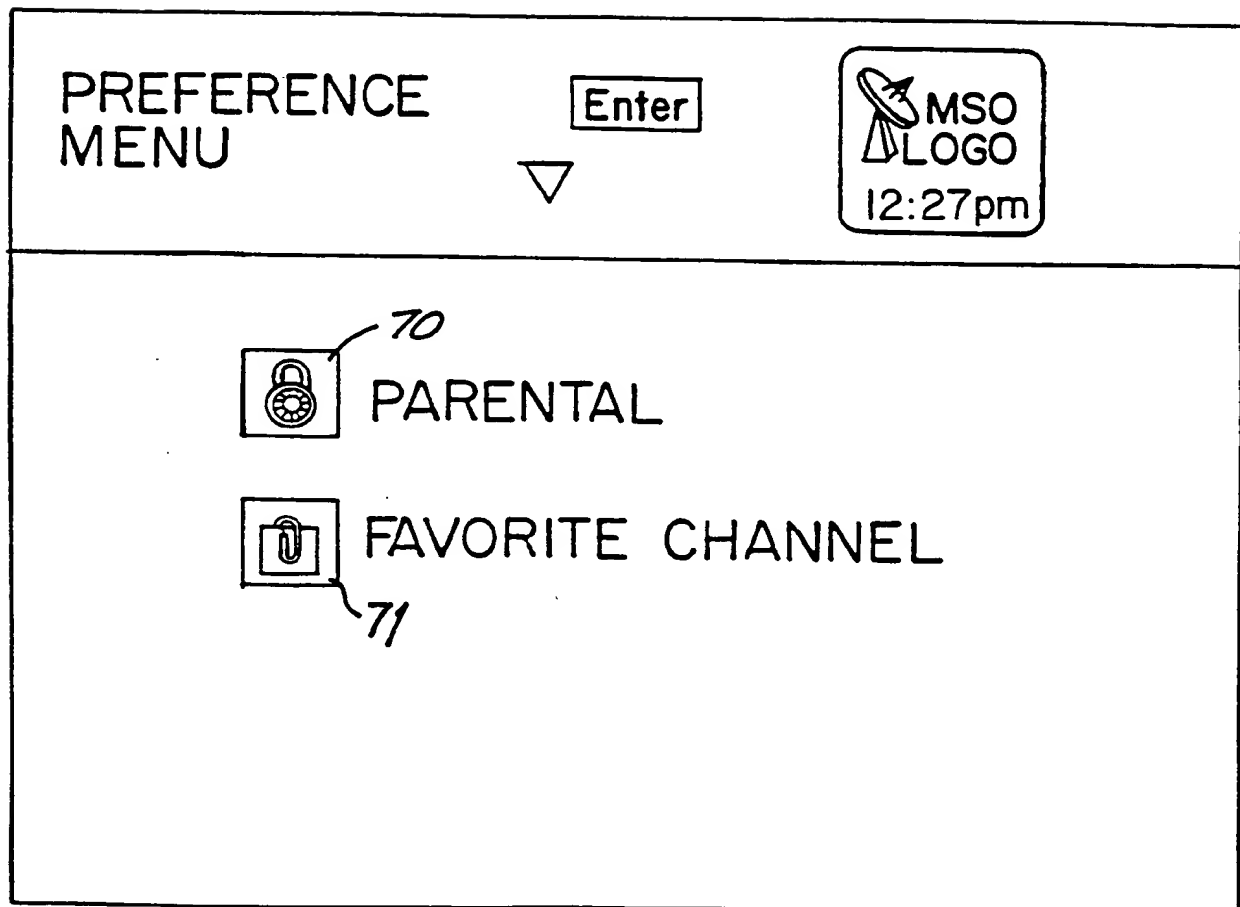 PREFERENCE
MENU
Enter
MSO
LOGO
12:27pm
70
PARENTAL
FAVORITE CHANNEL
71